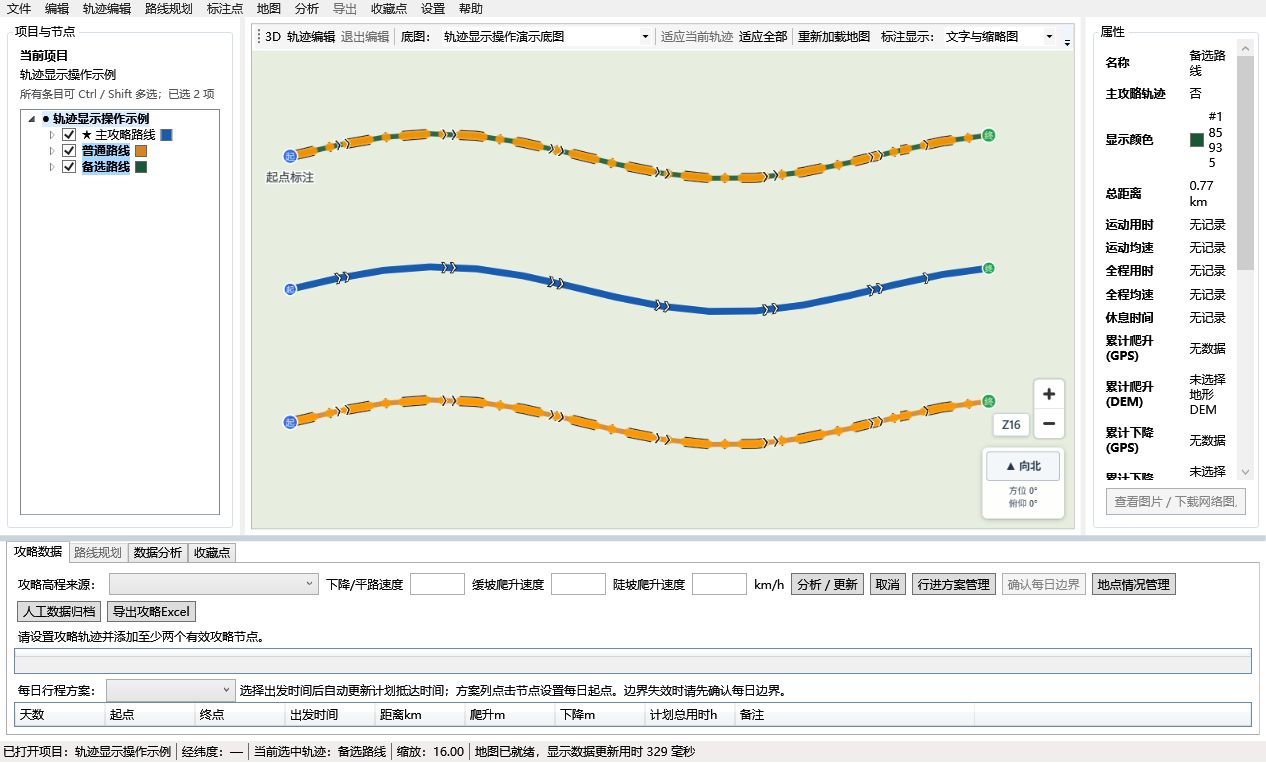 文件 编辑 轨迹编辑 路线规划 标注点 地图 分析 导出 收藏点 设置 帮助
项目与节点
当前项目
轨迹显示操作示例
所有条目可 Ctrl / Shift 多选；已选 2 项
轨迹显示操作示例
★ 主攻略路线
普通路线
备选路线
3D 轨迹编辑 退出编辑 底图： 轨迹显示操作演示底图 适应当前轨迹 适应全部 重新加载地图 标注显示： 文字与缩略图
起 终
起点标注
起 终
起 终
+
Z16
−
▲ 向北
方位 0°
俯仰 0°
属性
名称 备选路线
主攻略轨迹 否
显示颜色 #185935
总距离 0.77 km
运动用时 无记录
运动均速 无记录
全程用时 无记录
全程均速 无记录
休息时间 无记录
累计爬升(GPS) 无数据
累计爬升(DEM) 未选择地形DEM
累计下降(GPS) 无数据
累计下降 未选择
查看图片 / 下载网络图
攻略数据 路线规划 数据分析 收藏点
攻略高程来源： 下降/平路速度 缓坡爬升速度 陡坡爬升速度 km/h 分析 / 更新 取消 行进方案管理 确认每日边界 地点情况管理
人工数据归档 导出攻略Excel
请设置攻略轨迹并添加至少两个有效攻略节点。
每日行程方案： 选择出发时间后自动更新计划抵达时间；方案列点击节点设置每日起点。边界失效时请先确认每日边界。
天数 起点 终点 出发时间 距离km 爬升m 下降m 计划总用时h 备注
已打开项目：轨迹显示操作示例 经纬度：— 当前选中轨迹：备选路线 缩放：16.00 地图已就绪，显示数据更新用时 329 毫秒